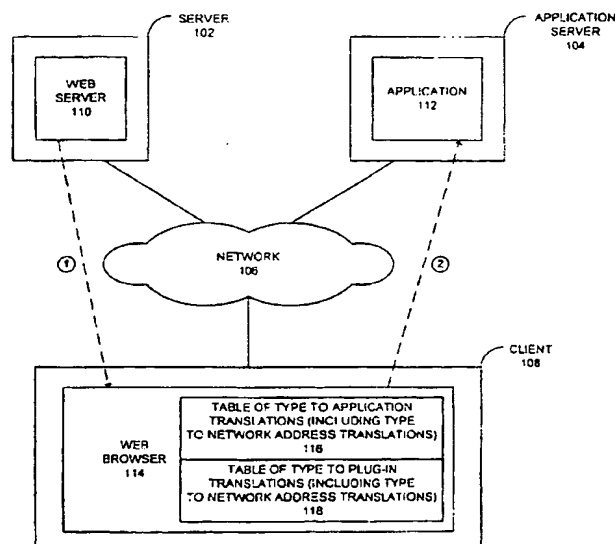 SERVER
102
APPLICATION
SERVER
104
WEB
SERVER
110
APPLICATION
112
NETWORK
106
1
2
CLIENT
108
WEB
BROWSER
114
TABLE OF TYPE TO APPLICATION
TRANSLATIONS (INCLUDING TYPE
TO NETWORK ADDRESS TRANSLATIONS)
116
TABLE OF TYPE TO PLUG-IN
TRANSLATIONS (INCLUDING TYPE
TO NETWORK ADDRESS TRANSLATIONS)
118